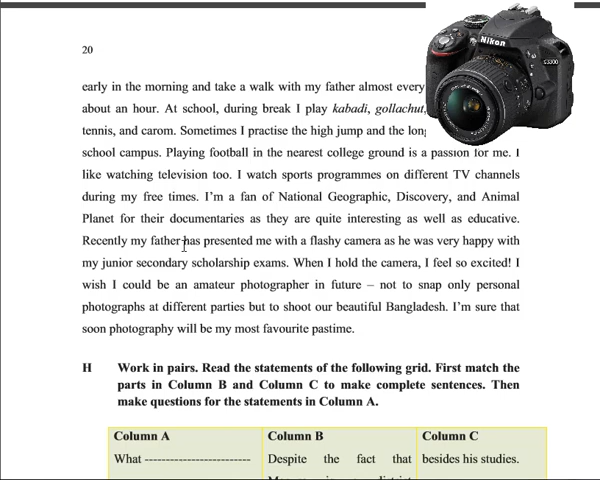 20
early in the morning and take a walk with my father almost every
about an hour. At school, during break I play kabadi, gollachut,
tennis, and carom. Sometimes I practise the high jump and the long
school campus. Playing football in the nearest college ground is a passion for me. I
like watching television too. I watch sports programmes on different TV channels
during my free times. I'm a fan of National Geographic, Discovery, and Animal
Planet for their documentaries as they are quite interesting as well as educative.
Recently my father has presented me with a flashy camera as he was very happy with
my junior secondary scholarship exams. When I hold the camera, I feel so excited! I
wish I could be an amateur photographer in future – not to snap only personal
photographs at different parties but to shoot our beautiful Bangladesh. I'm sure that
soon photography will be my most favourite pastime.
H Work in pairs. Read the statements of the following grid. First match the
parts in Column B and Column C to make complete sentences. Then
make questions for the statements in Column A.
Column A Column B Column C
What ------------------------- Despite the fact that besides his studies.
Nikon
D3300